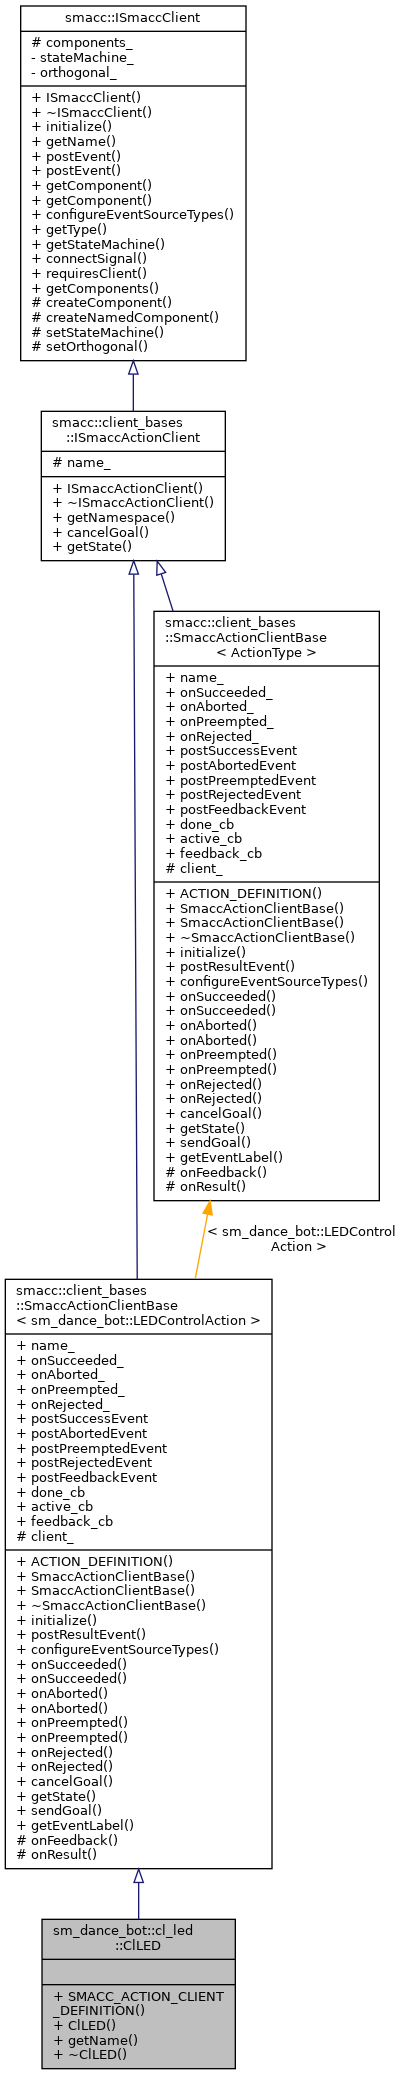 smacc::ISmaccClient
# components_
- stateMachine_
- orthogonal_
+ ISmaccClient()
+ ~ISmaccClient()
+ initialize()
+ getName()
+ postEvent()
+ postEvent()
+ getComponent()
+ getComponent()
+ configureEventSourceTypes()
+ getType()
+ getStateMachine()
+ connectSignal()
+ requiresClient()
+ getComponents()
# createComponent()
# createNamedComponent()
# setStateMachine()
# setOrthogonal()
smacc::client_bases
::ISmaccActionClient
# name_
+ ISmaccActionClient()
+ ~ISmaccActionClient()
+ getNamespace()
+ cancelGoal()
+ getState()
smacc::client_bases
::SmaccActionClientBase
< ActionType >
+ name_
+ onSucceeded_
+ onAborted_
+ onPreempted_
+ onRejected_
+ postSuccessEvent
+ postAbortedEvent
+ postPreemptedEvent
+ postRejectedEvent
+ postFeedbackEvent
+ done_cb
+ active_cb
+ feedback_cb
# client_
+ ACTION_DEFINITION()
+ SmaccActionClientBase()
+ SmaccActionClientBase()
+ ~SmaccActionClientBase()
+ initialize()
+ postResultEvent()
+ configureEventSourceTypes()
+ onSucceeded()
+ onSucceeded()
+ onAborted()
+ onAborted()
+ onPreempted()
+ onPreempted()
+ onRejected()
+ onRejected()
+ cancelGoal()
+ getState()
+ sendGoal()
+ getEventLabel()
# onFeedback()
# onResult()
< sm_dance_bot::LEDControl
Action >
smacc::client_bases
::SmaccActionClientBase
< sm_dance_bot::LEDControlAction >
+ name_
+ onSucceeded_
+ onAborted_
+ onPreempted_
+ onRejected_
+ postSuccessEvent
+ postAbortedEvent
+ postPreemptedEvent
+ postRejectedEvent
+ postFeedbackEvent
+ done_cb
+ active_cb
+ feedback_cb
# client_
+ ACTION_DEFINITION()
+ SmaccActionClientBase()
+ SmaccActionClientBase()
+ ~SmaccActionClientBase()
+ initialize()
+ postResultEvent()
+ configureEventSourceTypes()
+ onSucceeded()
+ onSucceeded()
+ onAborted()
+ onAborted()
+ onPreempted()
+ onPreempted()
+ onRejected()
+ onRejected()
+ cancelGoal()
+ getState()
+ sendGoal()
+ getEventLabel()
# onFeedback()
# onResult()
sm_dance_bot::cl_led
::ClLED
+ SMACC_ACTION_CLIENT
_DEFINITION()
+ ClLED()
+ getName()
+ ~ClLED()